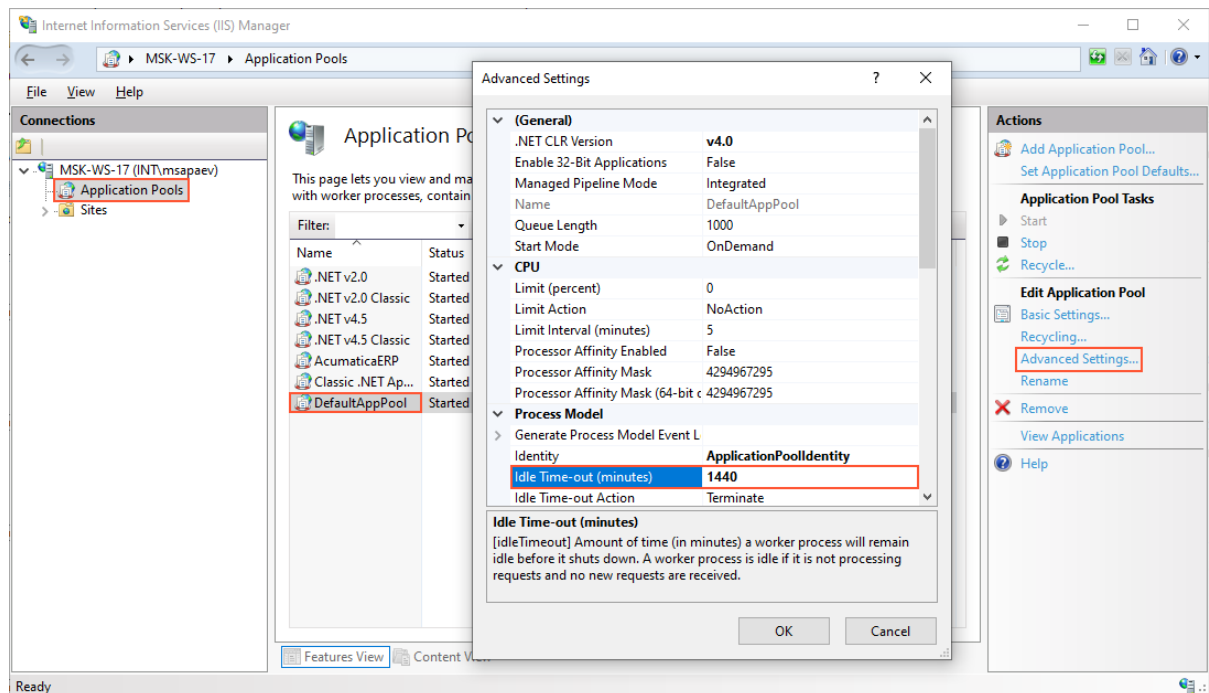 Internet Information Services (IIS) Manager
MSK-WS-17 Application Pools
File View Help
Connections
MSK-WS-17 (INT\msapaev)
Application Pools
Sites
Application Po
This page lets you view and ma
with worker processes, contain
Filter:
Name Status
.NET v2.0 Started
.NET v2.0 Classic Started
.NET v4.5 Started
.NET v4.5 Classic Started
AcumaticaERP Started
Classic .NET Ap... Started
DefaultAppPool Started
Features View Content V
Ready
Advanced Settings ?
(General)
.NET CLR Version v4.0
Enable 32-Bit Applications False
Managed Pipeline Mode Integrated
Name DefaultAppPool
Queue Length 1000
Start Mode OnDemand
CPU
Limit (percent) 0
Limit Action NoAction
Limit Interval (minutes) 5
Processor Affinity Enabled False
Processor Affinity Mask 4294967295
Processor Affinity Mask (64-bit c 4294967295
Process Model
Generate Process Model Event L
Identity ApplicationPoolIdentity
Idle Time-out (minutes) 1440
Idle Time-out Action Terminate
Idle Time-out (minutes)
[idleTimeout] Amount of time (in minutes) a worker process will remain
idle before it shuts down. A worker process is idle if it is not processing
requests and no new requests are received.
OK Cancel
Actions
Add Application Pool...
Set Application Pool Defaults...
Application Pool Tasks
Start
Stop
Recycle...
Edit Application Pool
Basic Settings...
Recycling...
Advanced Settings...
Rename
Remove
View Applications
Help